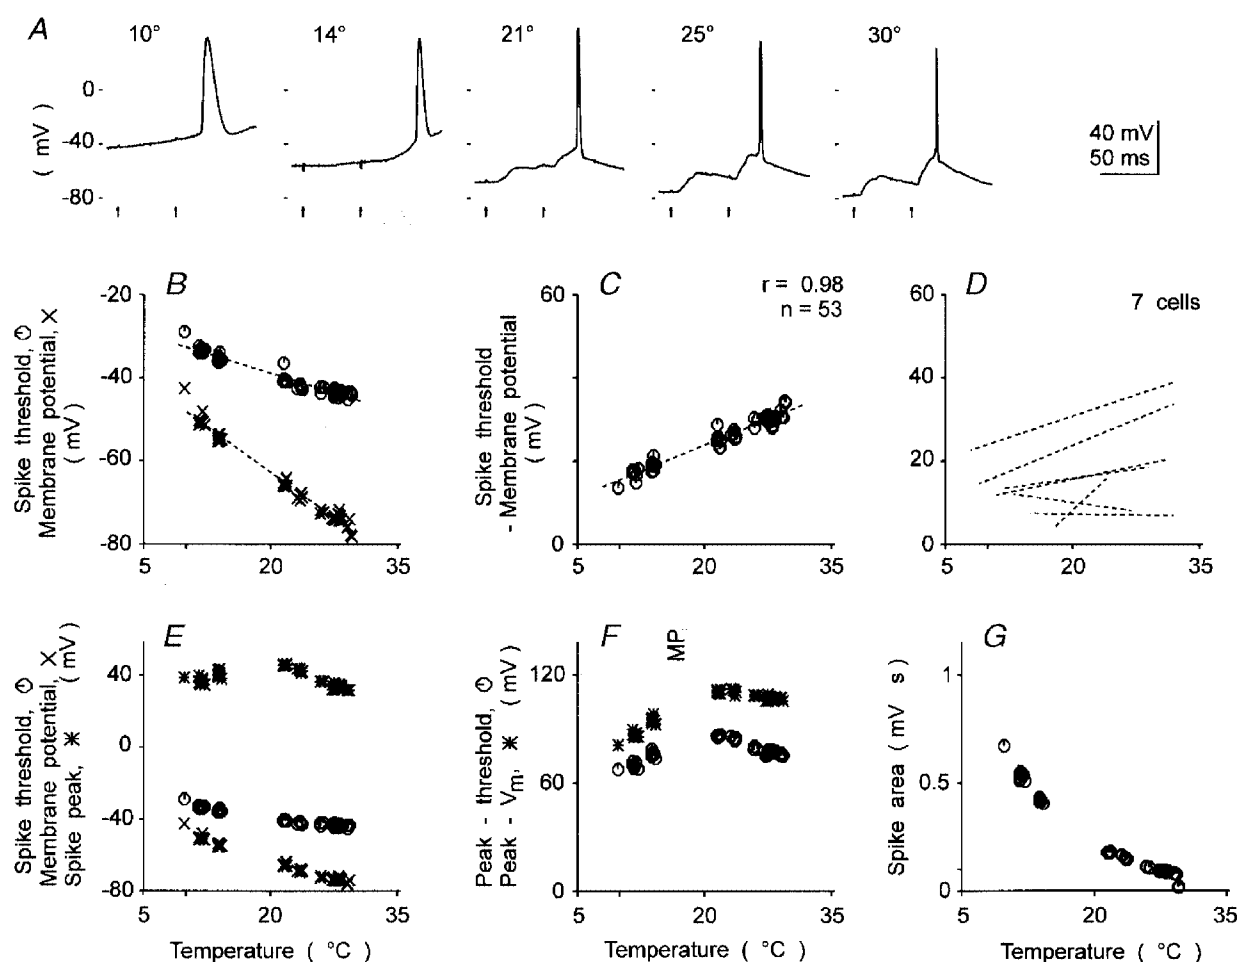 A
10°
14°
21°
25°
30°
( mV )
0
-40
-80
40 mV
50 ms
B
Spike threshold,
Membrane potential, ×
( mV )
-20
-40
-60
-80
5
20
35
C
r = 0.98
n = 53
Spike threshold
- Membrane potential
( mV )
60
0
5
20
35
D
7 cells
60
40
20
0
5
20
35
E
Spike threshold,
Membrane potential, ×
Spike peak, ( mV )
40
0
-40
-80
5
20
35
Temperature ( °C )
F
MP
Peak - threshold,
Peak - Vm, ( mV )
120
60
0
5
20
35
Temperature ( °C )
G
Spike area ( mV s )
1
0.5
0
5
20
35
Temperature ( °C )